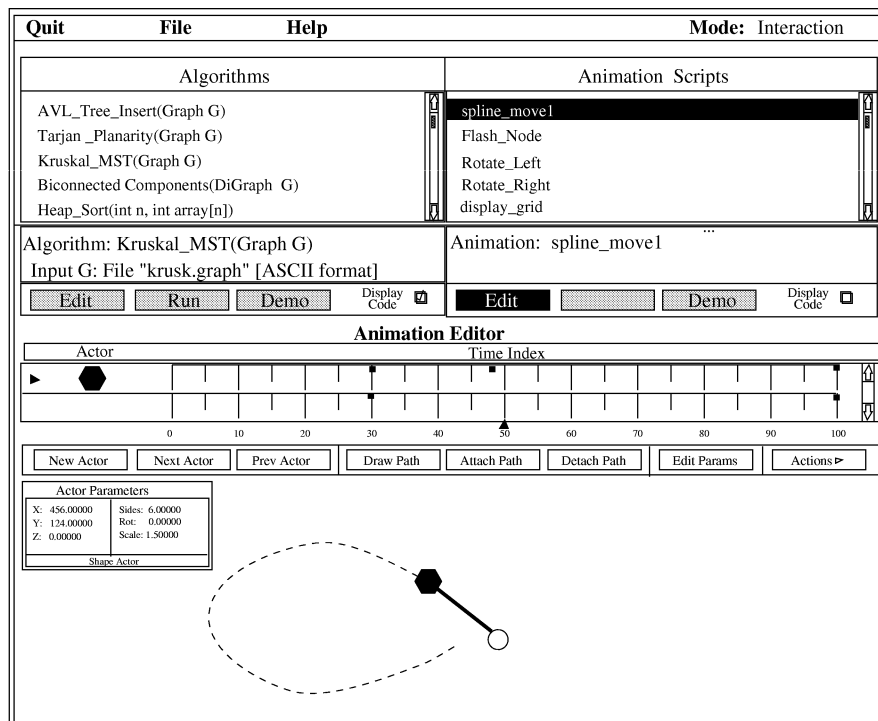 Quit File Help Mode: Interaction
Algorithms
AVL_Tree_Insert(Graph G)
Tarjan _Planarity(Graph G)
Kruskal_MST(Graph G)
Biconnected Components(DiGraph G)
Heap_Sort(int n, int array[n])
Animation Scripts
spline_move1
Flash_Node
Rotate_Left
Rotate_Right
display_grid
...
Algorithm: Kruskal_MST(Graph G)
Input G: File "krusk.graph" [ASCII format]
Edit Run Demo Display
Code
Animation: spline_move1
Edit Demo Display
Code
Animation Editor
Actor Time Index
0 10 20 30 40 50 60 70 80 90 100
New Actor Next Actor Prev Actor Draw Path Attach Path Detach Path Edit Params Actions
Actor Parameters
X: 456.00000
Y: 124.00000
Z: 0.00000
Sides: 6.00000
Rot: 0.00000
Scale: 1.50000
Shape Actor